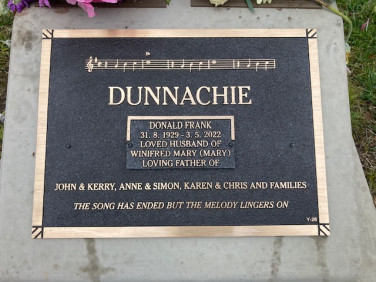 DUNNACHIE
DONALD FRANK
31. 8. 1929 - 3. 5. 2022
LOVED HUSBAND OF
WINIFRED MARY (MARY)
LOVING FATHER OF
JOHN & KERRY, ANNE & SIMON, KAREN & CHRIS AND FAMILIES
THE SONG HAS ENDED BUT THE MELODY LINGERS ON